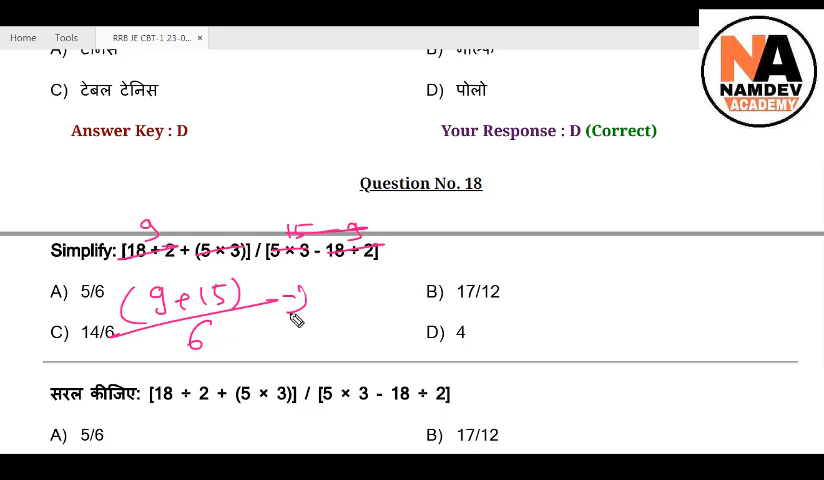 Home Tools RRB JE CBT-1 23-0... ×
NA
NAMDEV
ACADEMY
A) टेनिस B) गोल्फ
C) टेबल टेनिस D) पोलो
Answer Key : D Your Response : D (Correct)
Question No. 18
9 15 - 9
Simplify: [18 ÷ 2 + (5 × 3)] / [5 × 3 - 18 ÷ 2]
A) 5/6 B) 17/12
(9+15)
C) 14/6 D) 4
6
सरल कीजिए: [18 ÷ 2 + (5 × 3)] / [5 × 3 - 18 ÷ 2]
A) 5/6 B) 17/12